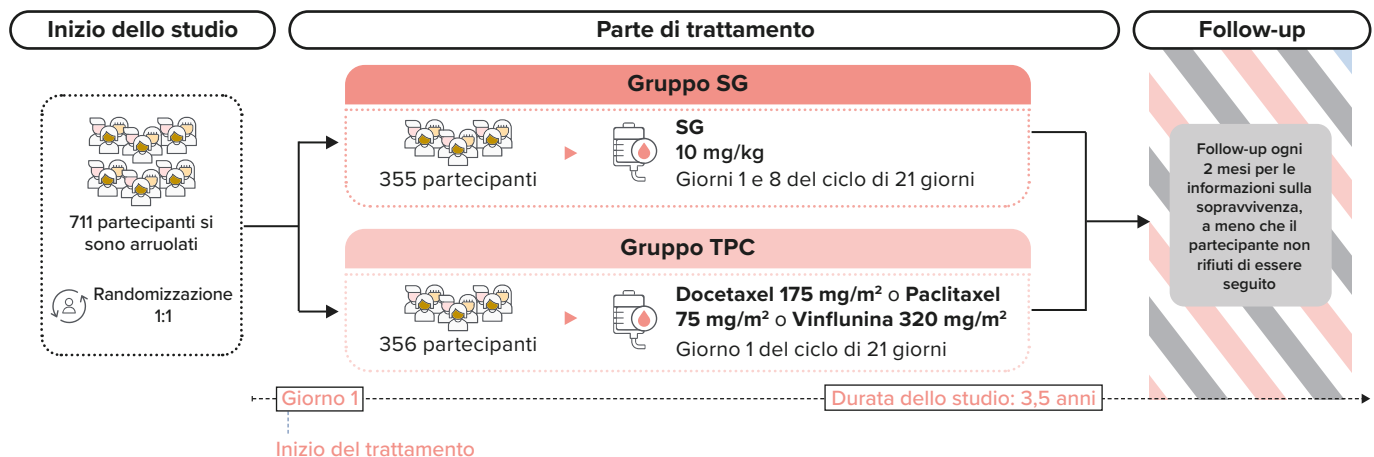 Inizio dello studio
Parte di trattamento
Follow-up
711 partecipanti si
sono arruolati
Randomizzazione
1:1
Gruppo SG
355 partecipanti
SG
10 mg/kg
Giorni 1 e 8 del ciclo di 21 giorni
Gruppo TPC
356 partecipanti
Docetaxel 175 mg/m² o Paclitaxel
75 mg/m² o Vinflunina 320 mg/m²
Giorno 1 del ciclo di 21 giorni
Follow-up ogni
2 mesi per le
informazioni sulla
sopravvivenza,
a meno che il
partecipante non
rifiuti di essere
seguito
Giorno 1
Durata dello studio: 3,5 anni
Inizio del trattamento